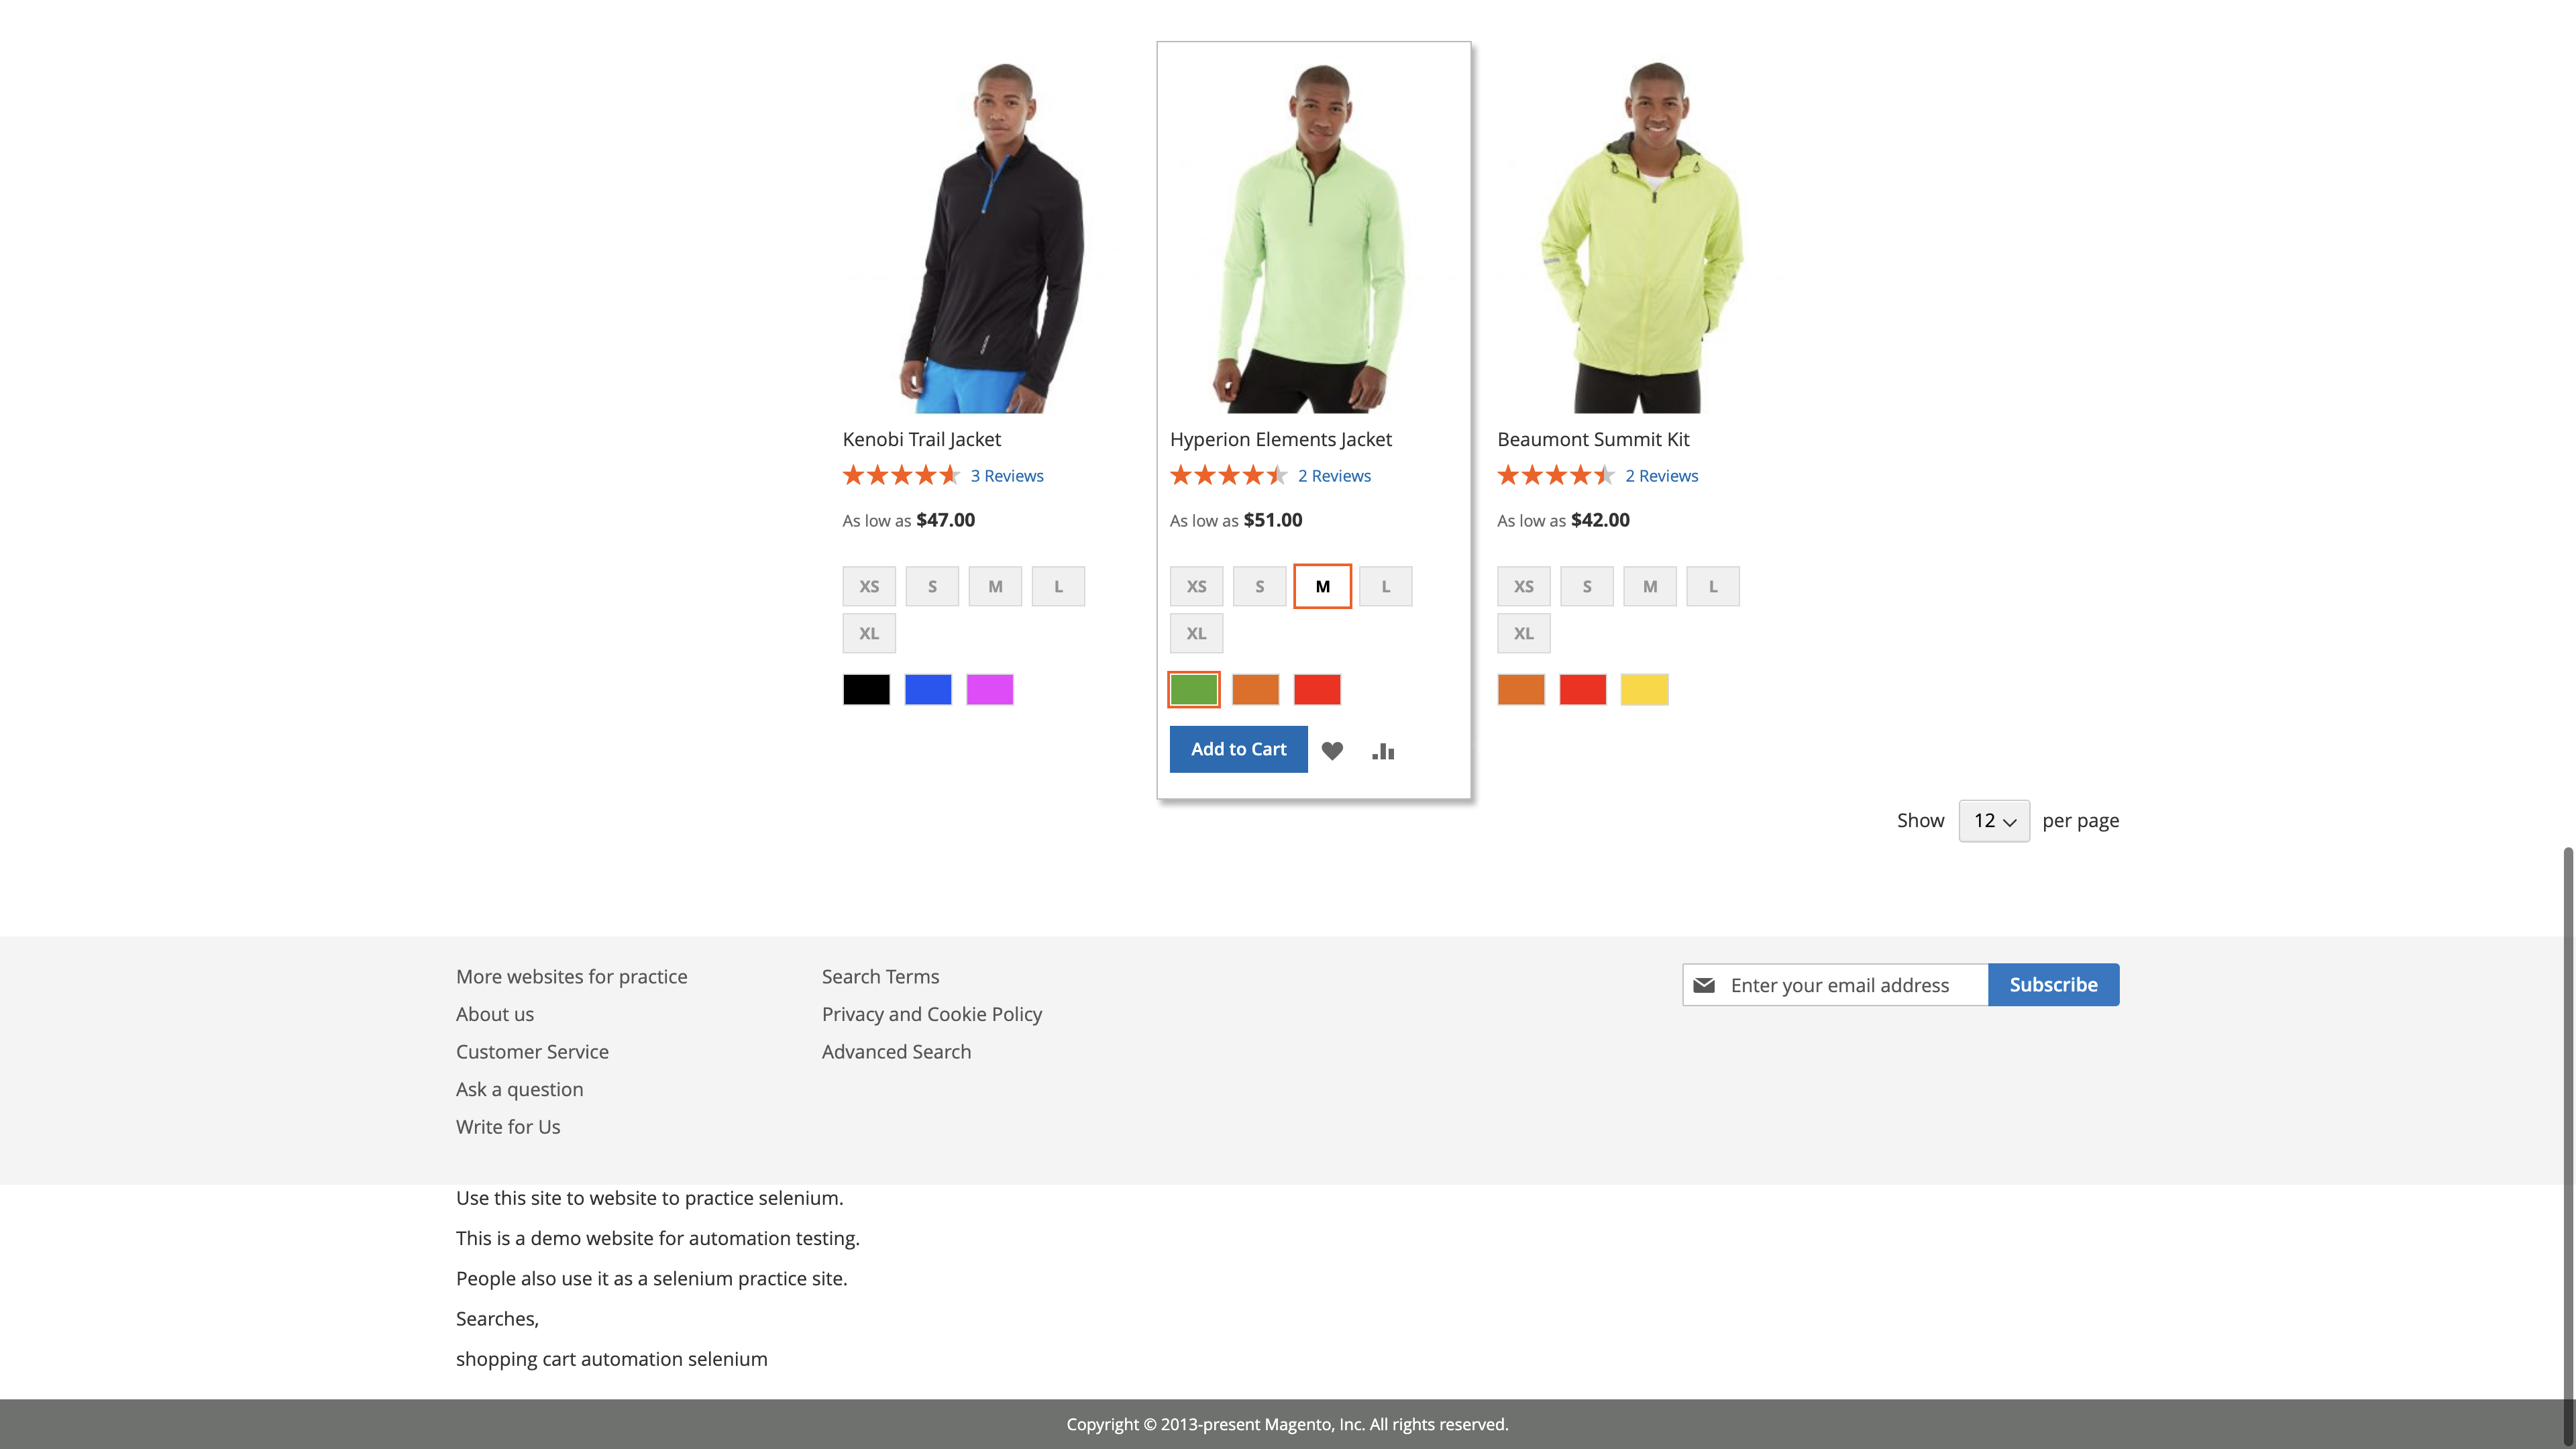 Kenobi Trail Jacket
3 Reviews
As low as $47.00
XS S M L
XL
Hyperion Elements Jacket
2 Reviews
As low as $51.00
XS S M L
XL
Add to Cart
Beaumont Summit Kit
2 Reviews
As low as $42.00
XS S M L
XL
Show 12 per page
More websites for practice
About us
Customer Service
Ask a question
Write for Us
Search Terms
Privacy and Cookie Policy
Advanced Search
Enter your email address Subscribe
Use this site to website to practice selenium.
This is a demo website for automation testing.
People also use it as a selenium practice site.
Searches,
shopping cart automation selenium
Copyright © 2013-present Magento, Inc. All rights reserved.